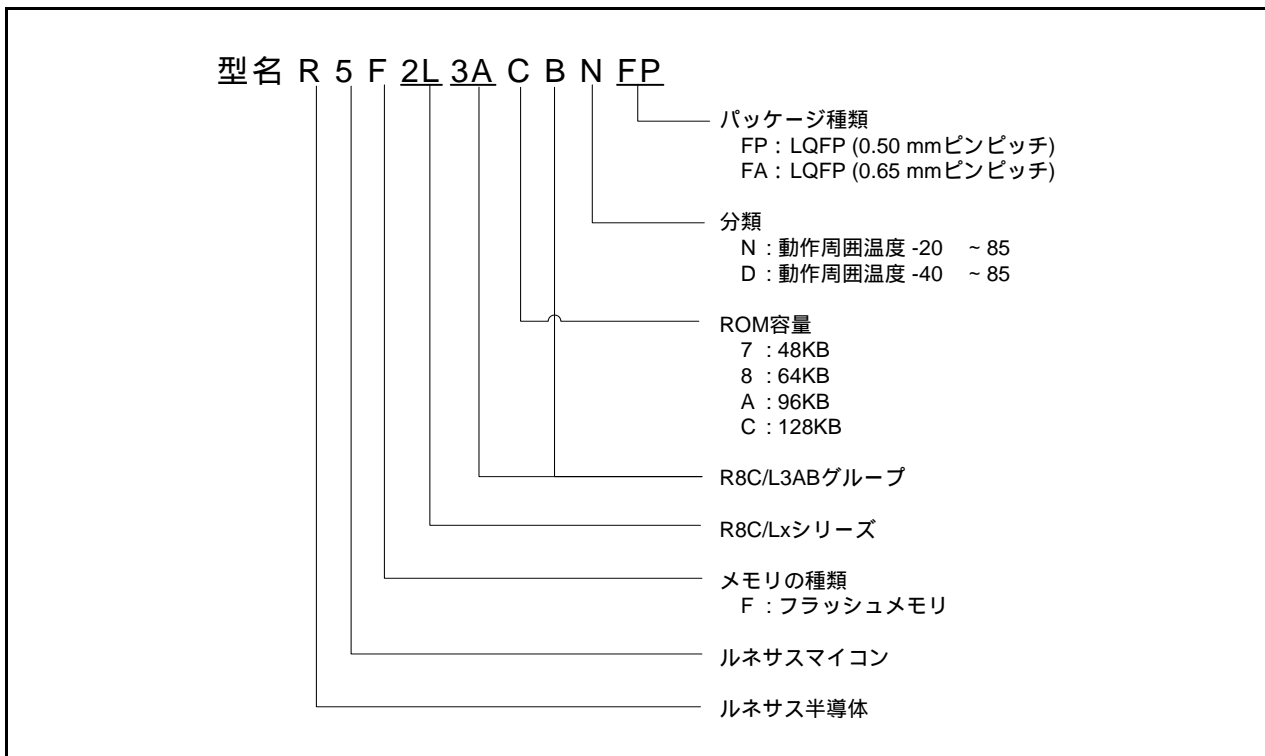 型名 R 5 F 2L 3A C B N FP
パッケージ種類
FP : LQFP (0.50 mmピンピッチ)
FA : LQFP (0.65 mmピンピッチ)
分類
N : 動作周囲温度 -20 ~ 85
D : 動作周囲温度 -40 ~ 85
ROM容量
7 : 48KB
8 : 64KB
A : 96KB
C : 128KB
R8C/L3ABグループ
R8C/Lxシリーズ
メモリの種類
F : フラッシュメモリ
ルネサスマイコン
ルネサス半導体